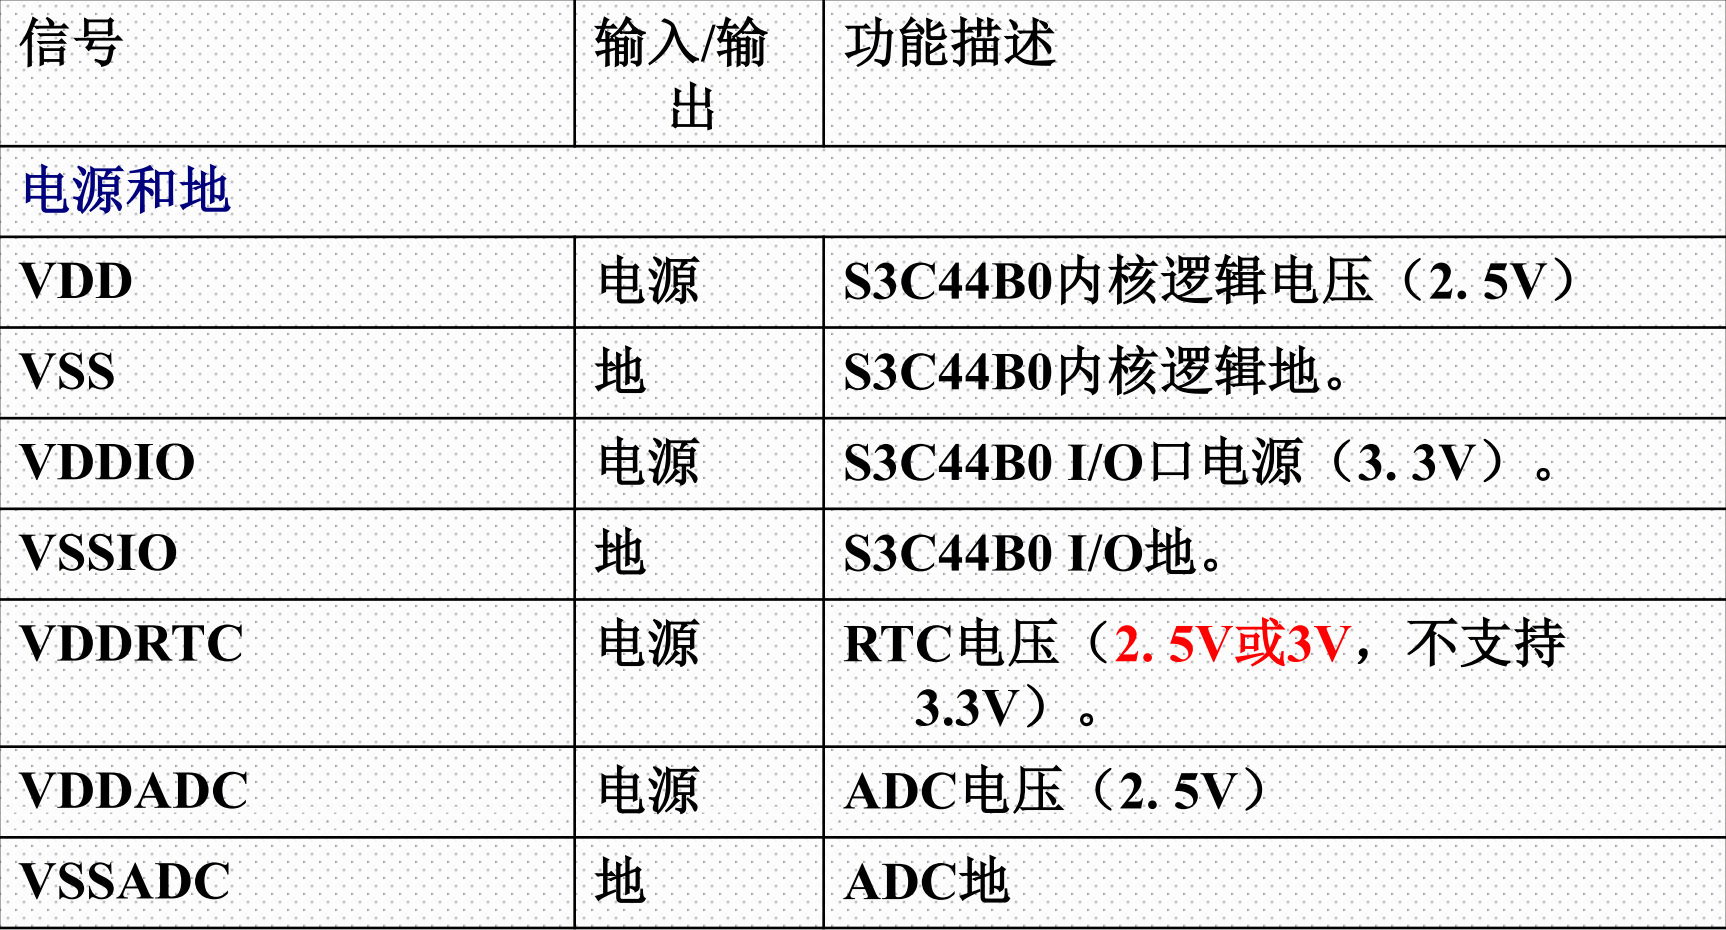 信号 输入/输 功能描述
出
电源和地
VDD 电源 S3C44B0内核逻辑电压（2. 5V）
VSS 地 S3C44B0内核逻辑地。
VDDIO 电源 S3C44B0 I/O口电源（3. 3V）。
VSSIO 地 S3C44B0 I/O地。
VDDRTC 电源 RTC电压（2. 5V或3V，不支持
3.3V）。
VDDADC 电源 ADC电压（2. 5V）
VSSADC 地 ADC地